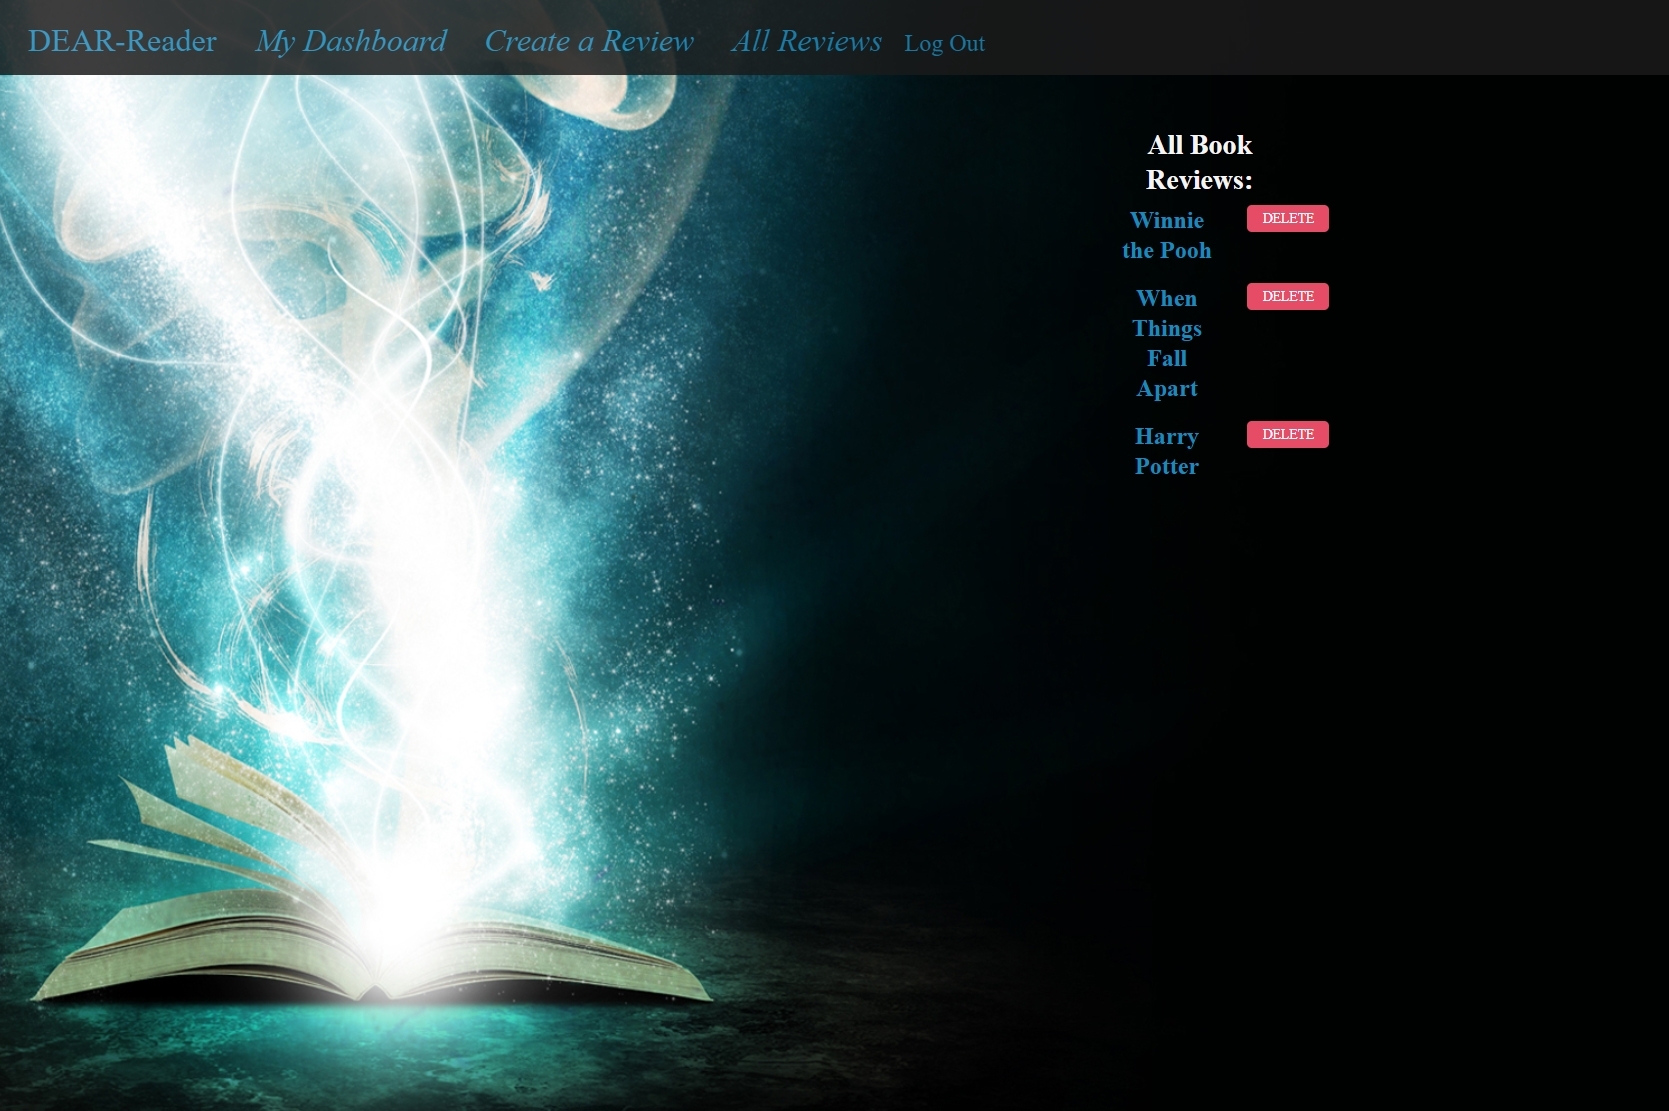 DEAR-Reader My Dashboard Create a Review All Reviews Log Out
All Book
Reviews:
Winnie DELETE
the Pooh
When DELETE
Things
Fall
Apart
Harry DELETE
Potter